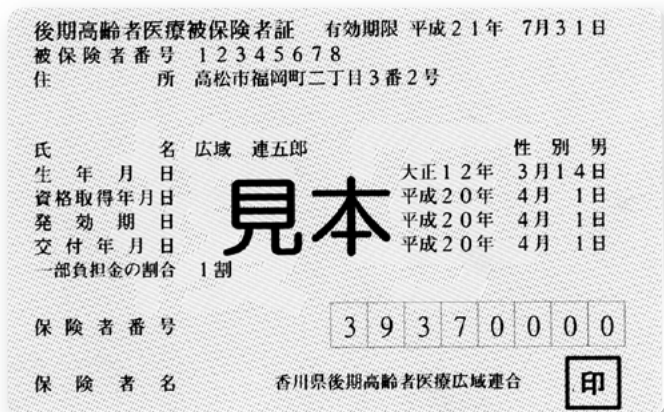 後期高齢者医療被保険者証 有効期限 平成21年 7月31日
被保険者番号 12345678
住所 高松市福岡町二丁目3番2号
氏名 広域 連五郎 性別 男
生年月日 大正12年 3月14日
資格取得年月日 平成20年 4月 1日
発効期日 平成20年 4月 1日
交付年月日 平成20年 4月 1日
見本
一部負担金の割合 1割
保険者番号 39370000
保険者名 香川県後期高齢者医療広域連合 印